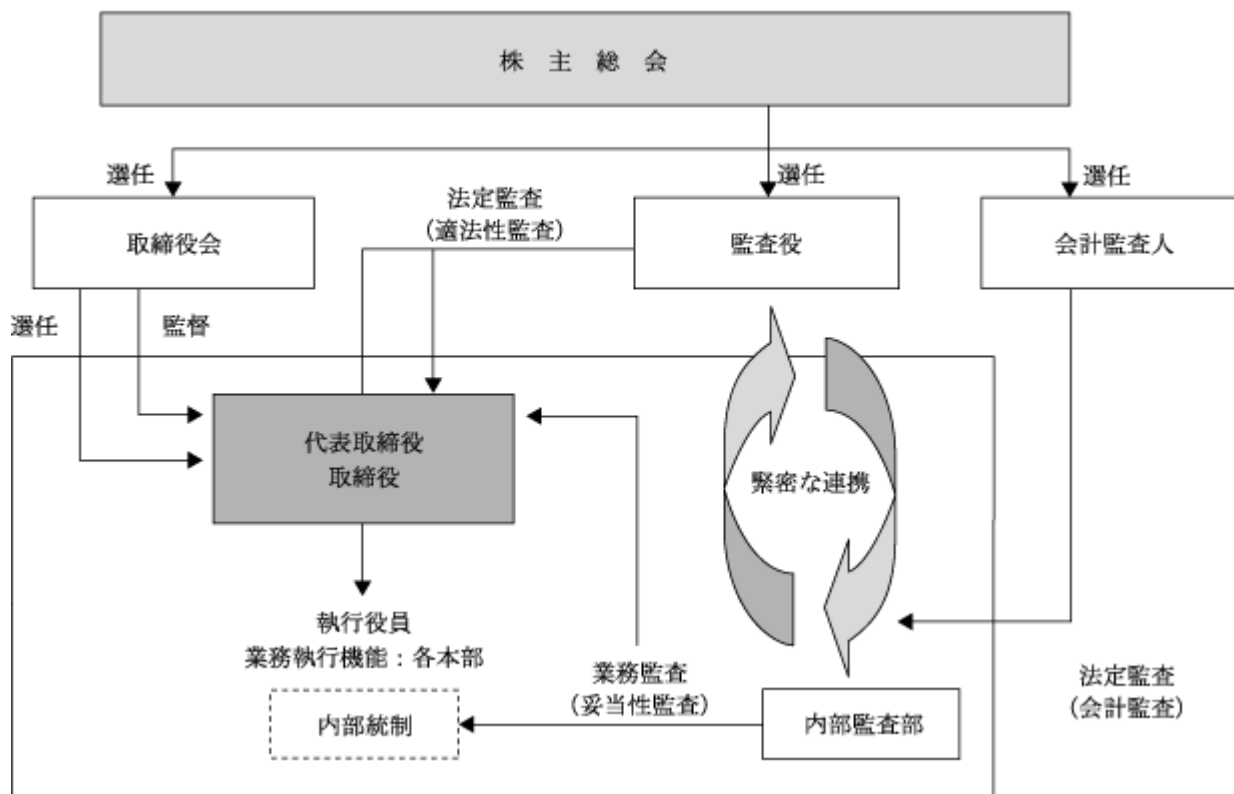 株主総会
選任
選任
選任
法定監査
(適法性監査)
取締役会
監査役
会計監査人
選任
監督
代表取締役
取締役
緊密な連携
執行役員
業務執行機能：各本部
業務監査
(妥当性監査)
法定監査
(会計監査)
内部統制
内部監査部